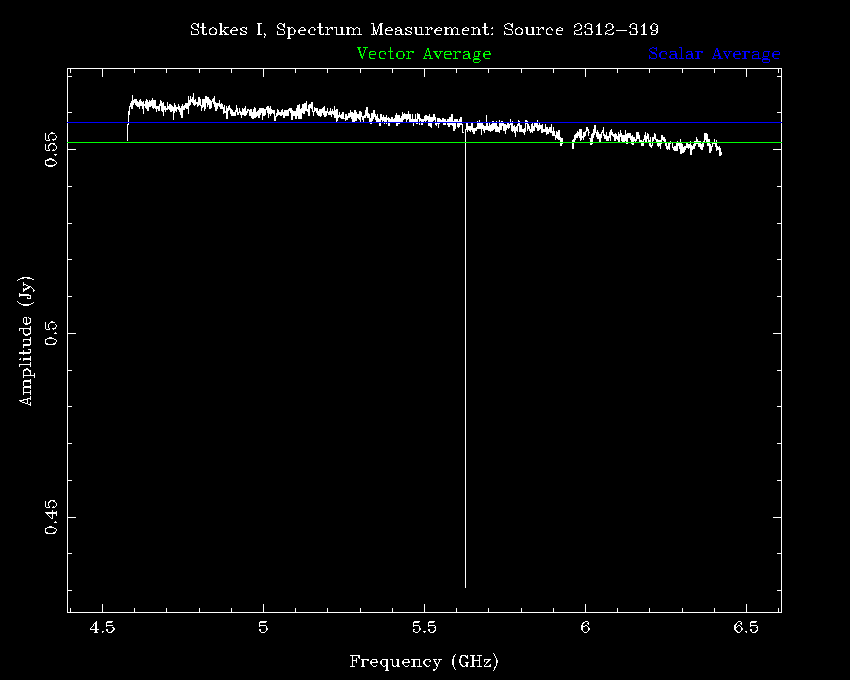 Stokes I, Spectrum Measurement: Source 2312−319
Vector Average
Scalar Average
0.55
0.5
0.45
Amplitude (Jy)
4.5
5
5.5
6
6.5
Frequency (GHz)